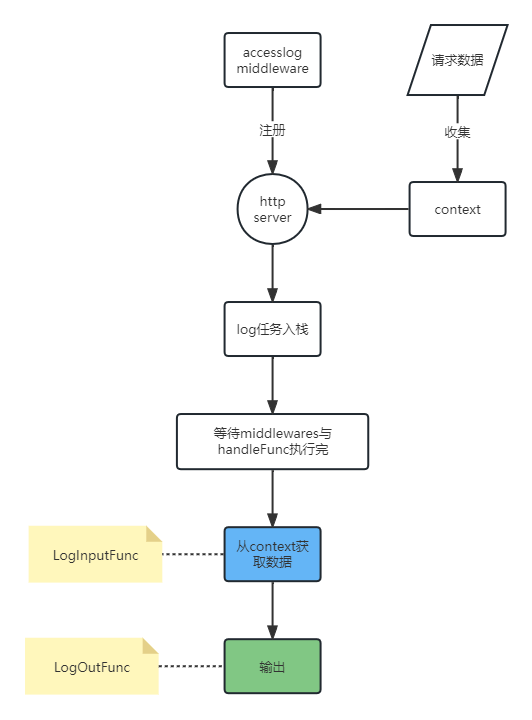 accesslog
middleware
请求数据
注册
收集
http
server
context
log任务入栈
等待middlewares与
handleFunc执行完
LogInputFunc
从context获
取数据
LogOutFunc
输出